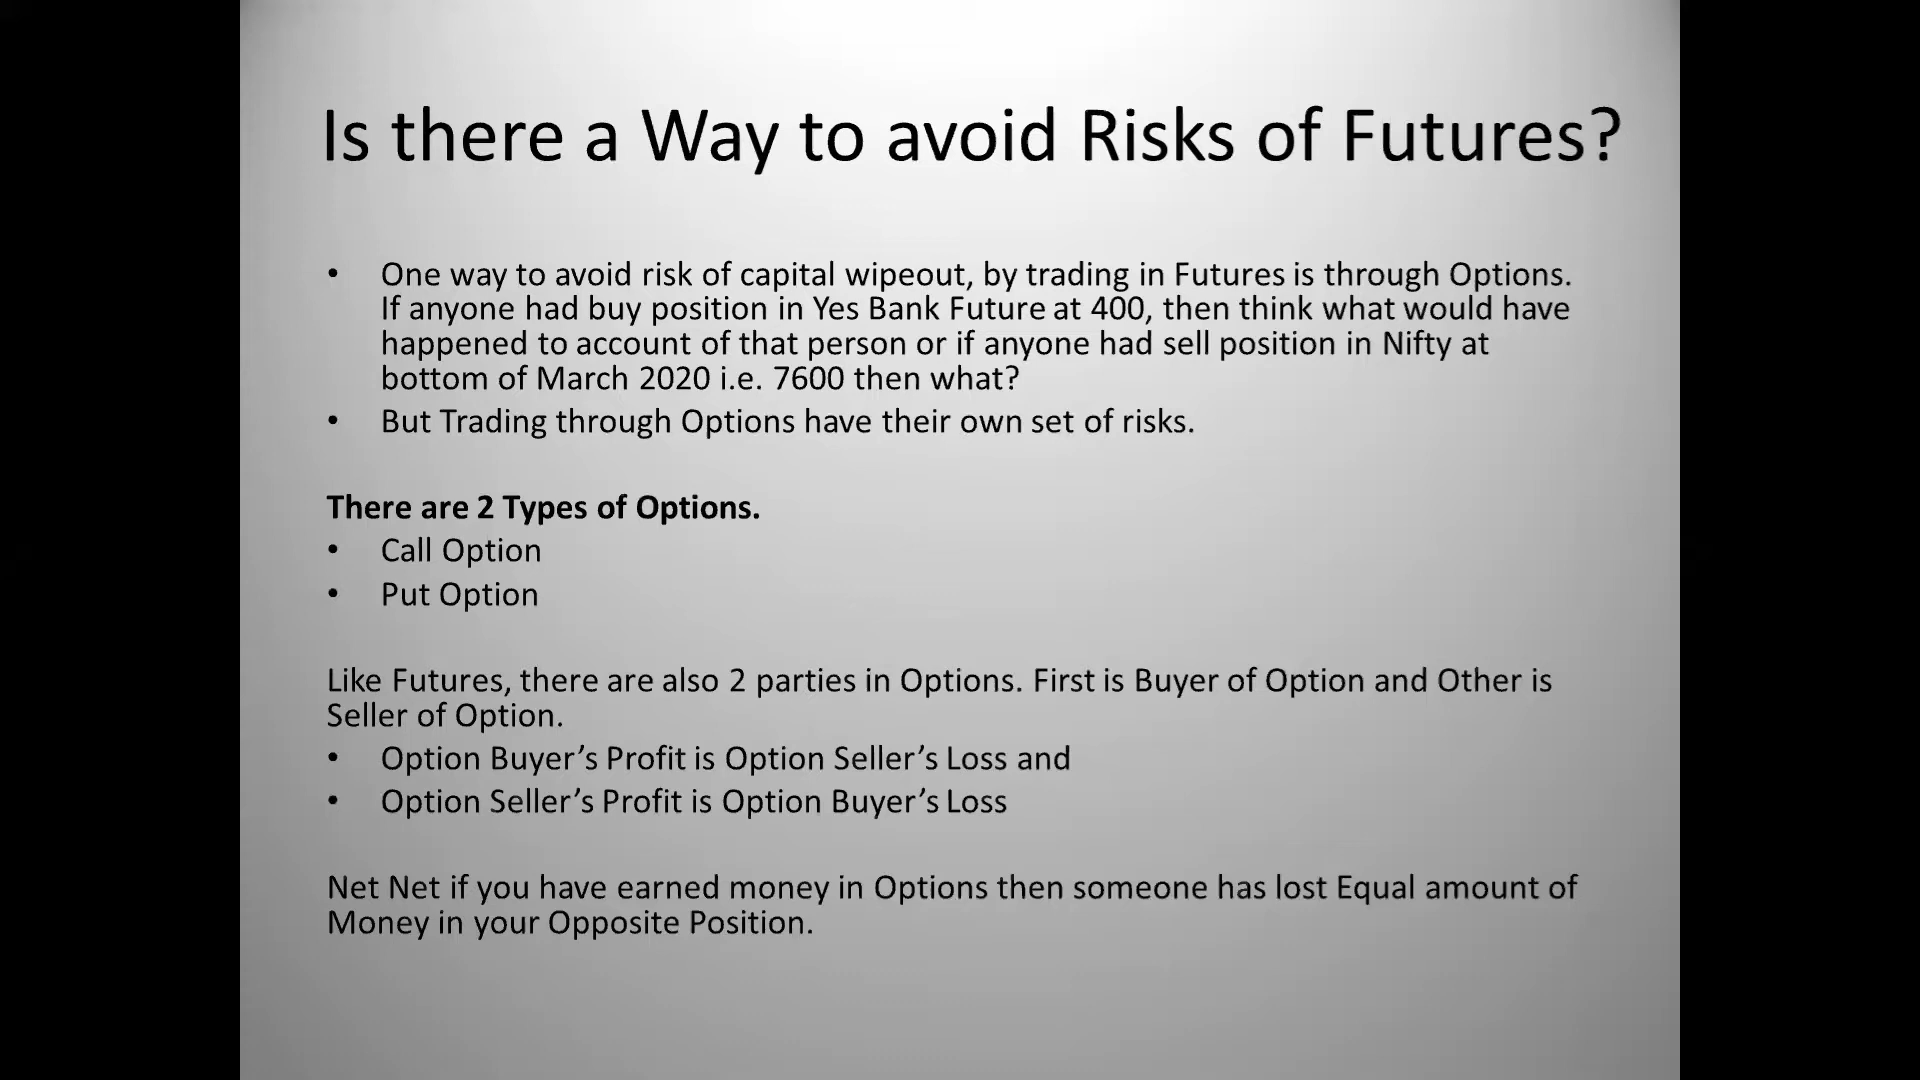 Is there a Way to avoid Risks of Futures?
• One way to avoid risk of capital wipeout, by trading in Futures is through Options.
If anyone had buy position in Yes Bank Future at 400, then think what would have
happened to account of that person or if anyone had sell position in Nifty at
bottom of March 2020 i.e. 7600 then what?
• But Trading through Options have their own set of risks.
There are 2 Types of Options.
• Call Option
• Put Option
Like Futures, there are also 2 parties in Options. First is Buyer of Option and Other is
Seller of Option.
• Option Buyer’s Profit is Option Seller’s Loss and
• Option Seller’s Profit is Option Buyer’s Loss
Net Net if you have earned money in Options then someone has lost Equal amount of
Money in your Opposite Position.